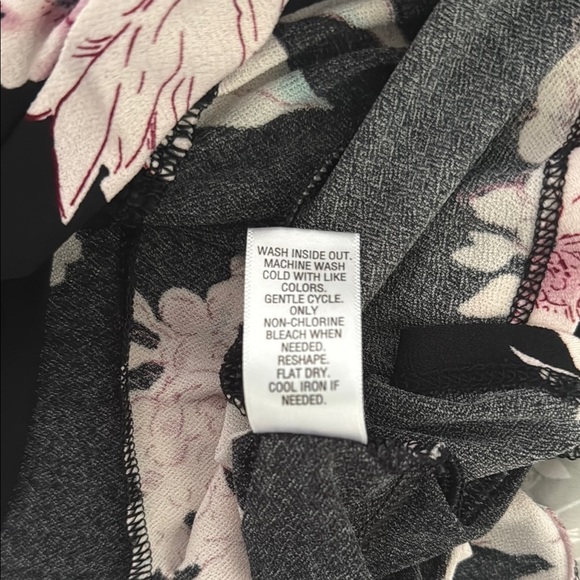 WASH INSIDE OUT.
MACHINE WASH
COLD WITH LIKE
COLORS.
GENTLE CYCLE.
ONLY
NON-CHLORINE
BLEACH WHEN
NEEDED.
RESHAPE.
FLAT DRY.
COOL IRON IF
NEEDED.